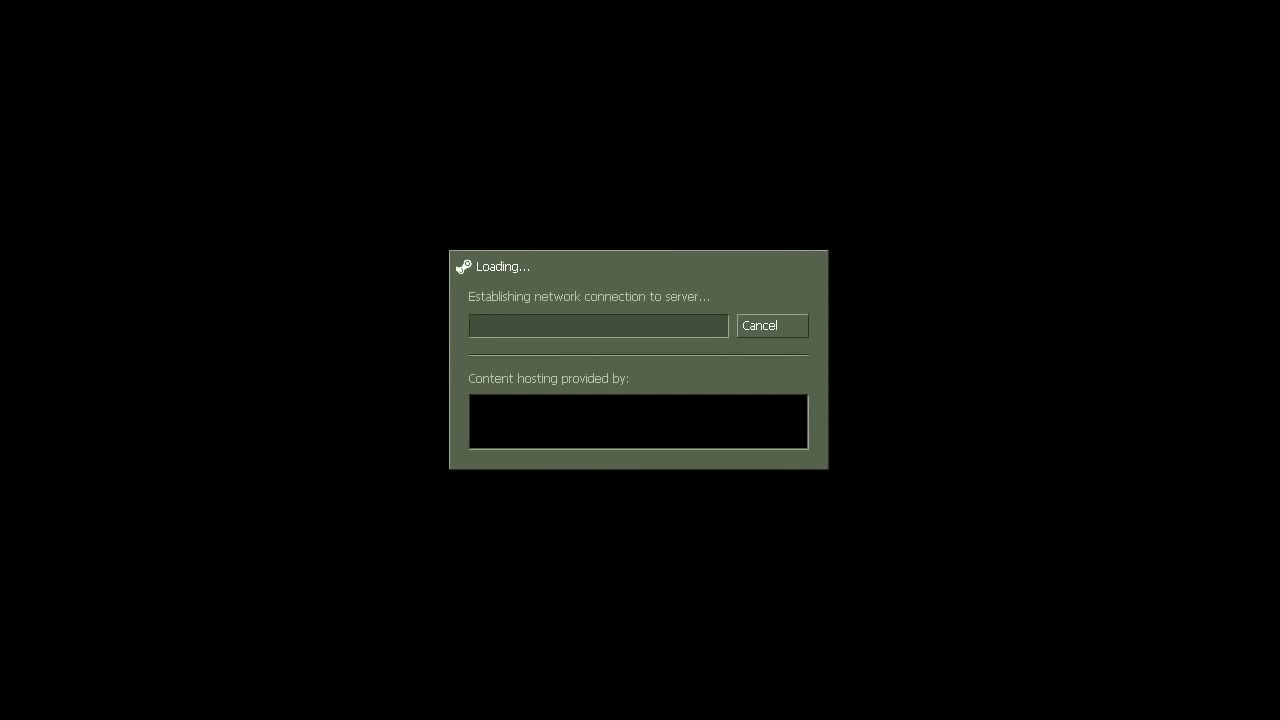 Loading...
Establishing network connection to server...
Cancel
Content hosting provided by: